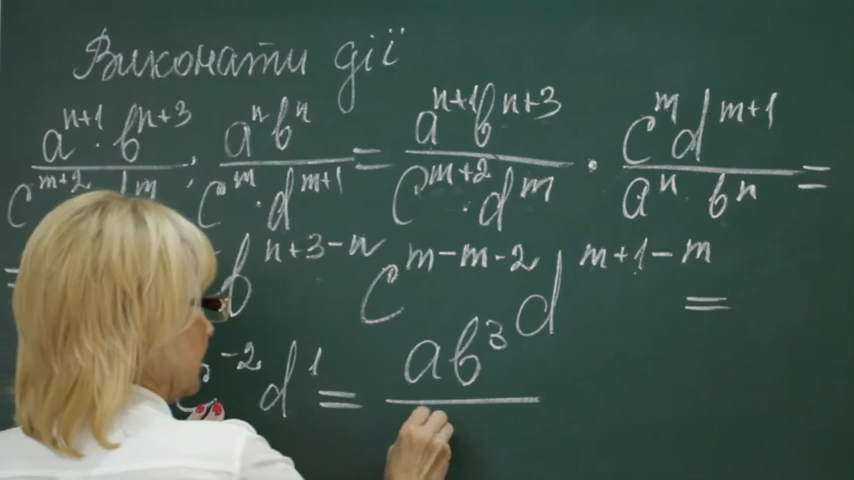 Виконати дії
a^{n+1} · b^{n+3} / c^{m+2} d^m : a^n b^n / c^m · d^{m+1} = a^{n+1} b^{n+3} / c^{m+2} · d^m · c^m d^{m+1} / a^n · b^n =
= b^{n+3-n} c^{m-m-2} d^{m+1-m} =
^{-2} d^1 = ab^3 d